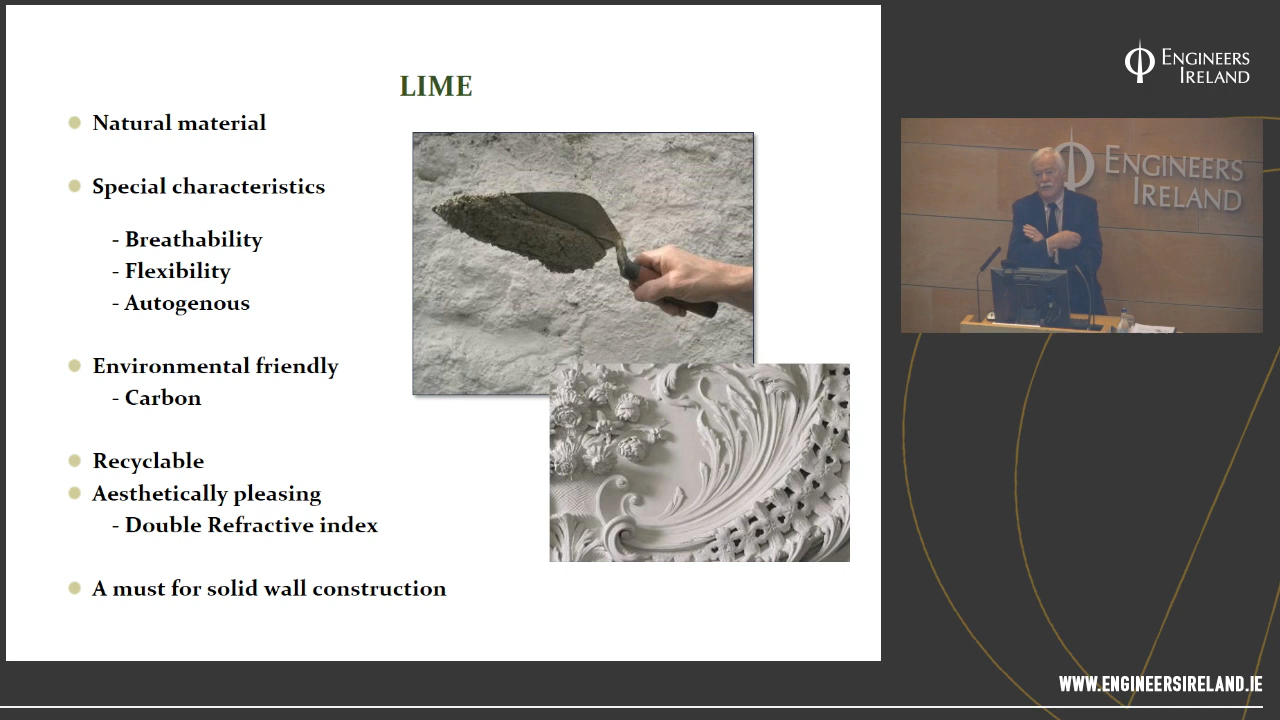 LIME
Natural material
Special characteristics
- Breathability
- Flexibility
- Autogenous
Environmental friendly
- Carbon
Recyclable
Aesthetically pleasing
- Double Refractive index
A must for solid wall construction
ENGINEERS
IRELAND
ENGINEERS
IRELAND
WWW.ENGINEERSIRELAND.IE